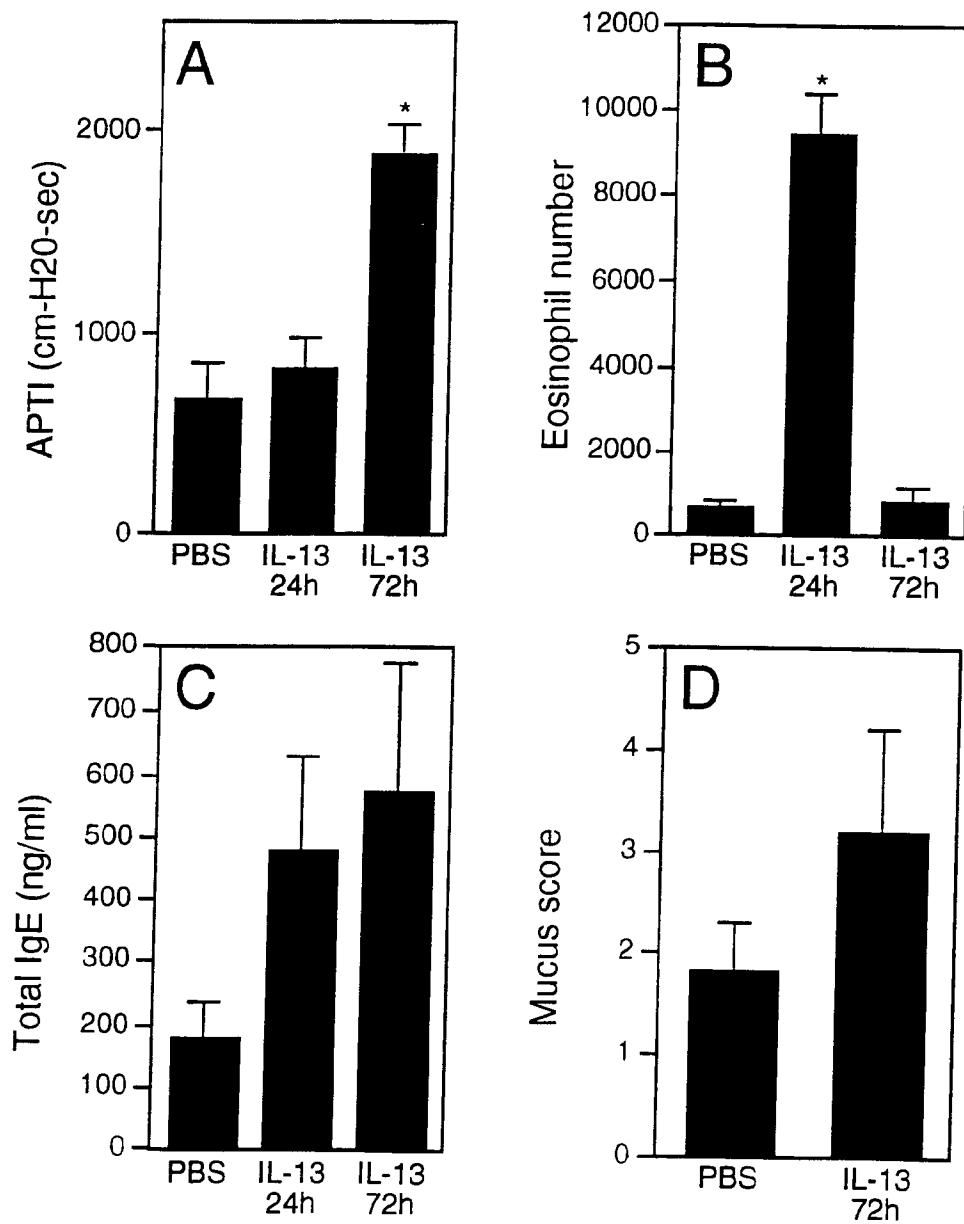 A
APTI (cm-H20-sec)
2000
1000
0
*
PBS
IL-13
24h
IL-13
72h
B
Eosinophil number
12000
10000
8000
6000
4000
2000
0
*
PBS
IL-13
24h
IL-13
72h
C
Total IgE (ng/ml)
800
700
600
500
400
300
200
100
0
PBS
IL-13
24h
IL-13
72h
D
Mucus score
5
4
3
2
1
0
PBS
IL-13
72h